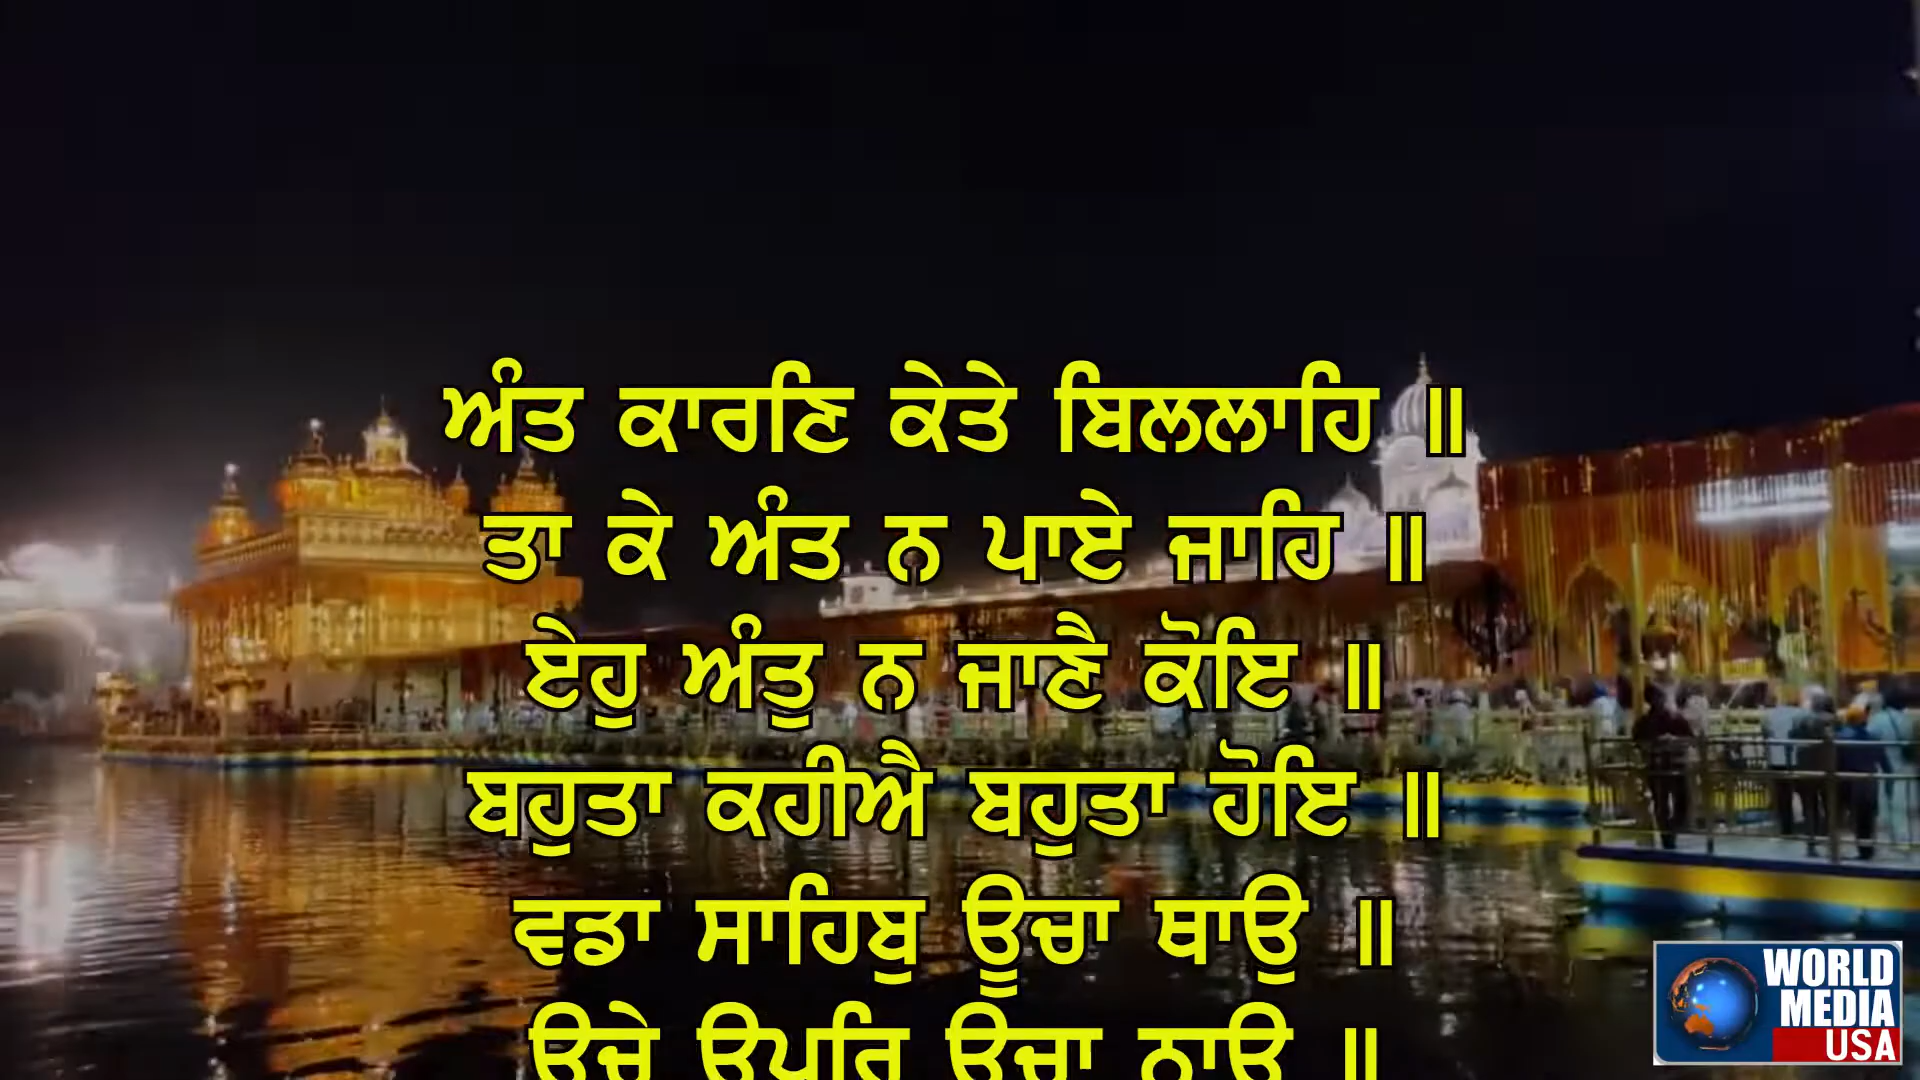 ਅੰਤ ਕਾਰਣਿ ਕੇਤੇ ਬਿਲਲਾਹਿ ॥
ਤਾ ਕੇ ਅੰਤ ਨ ਪਾਏ ਜਾਹਿ ॥
ਏਹੁ ਅੰਤੁ ਨ ਜਾਣੈ ਕੋਇ ॥
ਬਹੁਤਾ ਕਹੀਐ ਬਹੁਤਾ ਹੋਇ ॥
ਵਡਾ ਸਾਹਿਬੁ ਊਚਾ ਥਾਉ ॥
ਊਚੇ ਉਪਰਿ ਊਚਾ ਨਾਉ ॥
WORLD
MEDIA
USA